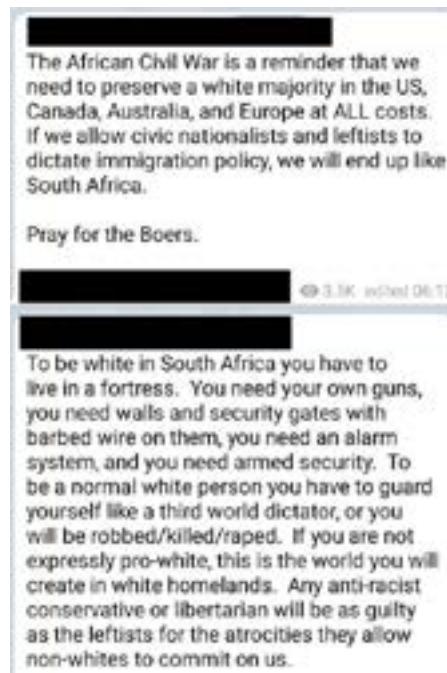 The African Civil War is a reminder that we
need to preserve a white majority in the US,
Canada, Australia, and Europe at ALL costs.
If we allow civic nationalists and leftists to
dictate immigration policy, we will end up like
South Africa.
Pray for the Boers.
edited
To be white in South Africa you have to
live in a fortress. You need your own guns,
you need walls and security gates with
barbed wire on them, you need an alarm
system, and you need armed security. To
be a normal white person you have to guard
yourself like a third world dictator, or you
will be robbed/killed/raped. If you are not
expressly pro-white, this is the world you will
create in white homelands. Any anti-racist
conservative or libertarian will be as guilty
as the leftists for the atrocities they allow
non-whites to commit on us.